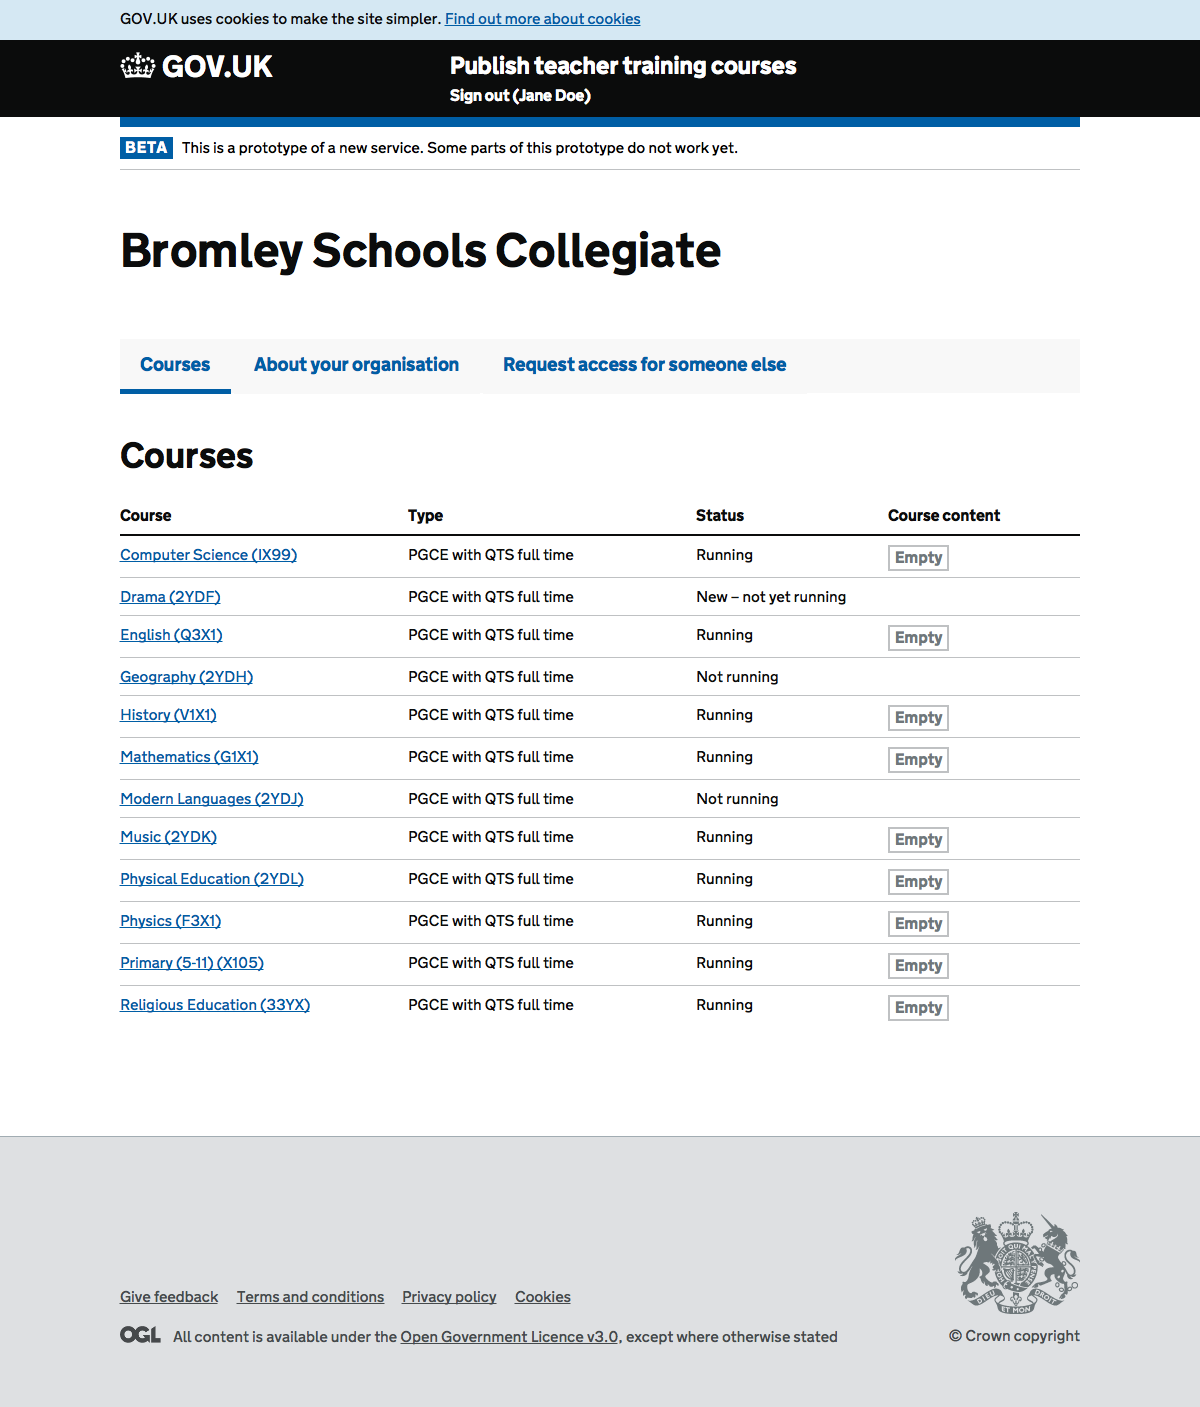 GOV.UK uses cookies to make the site simpler. Find out more about cookies
GOV.UK
Publish teacher training courses
Sign out (Jane Doe)
BETA This is a prototype of a new service. Some parts of this prototype do not work yet.
Bromley Schools Collegiate
Courses About your organisation Request access for someone else
Courses
Course Type Status Course content
Computer Science (IX99) PGCE with QTS full time Running Empty
Drama (2YDF) PGCE with QTS full time New – not yet running
English (Q3X1) PGCE with QTS full time Running Empty
Geography (2YDH) PGCE with QTS full time Not running
History (V1X1) PGCE with QTS full time Running Empty
Mathematics (G1X1) PGCE with QTS full time Running Empty
Modern Languages (2YDJ) PGCE with QTS full time Not running
Music (2YDK) PGCE with QTS full time Running Empty
Physical Education (2YDL) PGCE with QTS full time Running Empty
Physics (F3X1) PGCE with QTS full time Running Empty
Primary (5-11) (X105) PGCE with QTS full time Running Empty
Religious Education (33YX) PGCE with QTS full time Running Empty
DIEU ET MON DROIT
Give feedback Terms and conditions Privacy policy Cookies
OGL All content is available under the Open Government Licence v3.0, except where otherwise stated
© Crown copyright